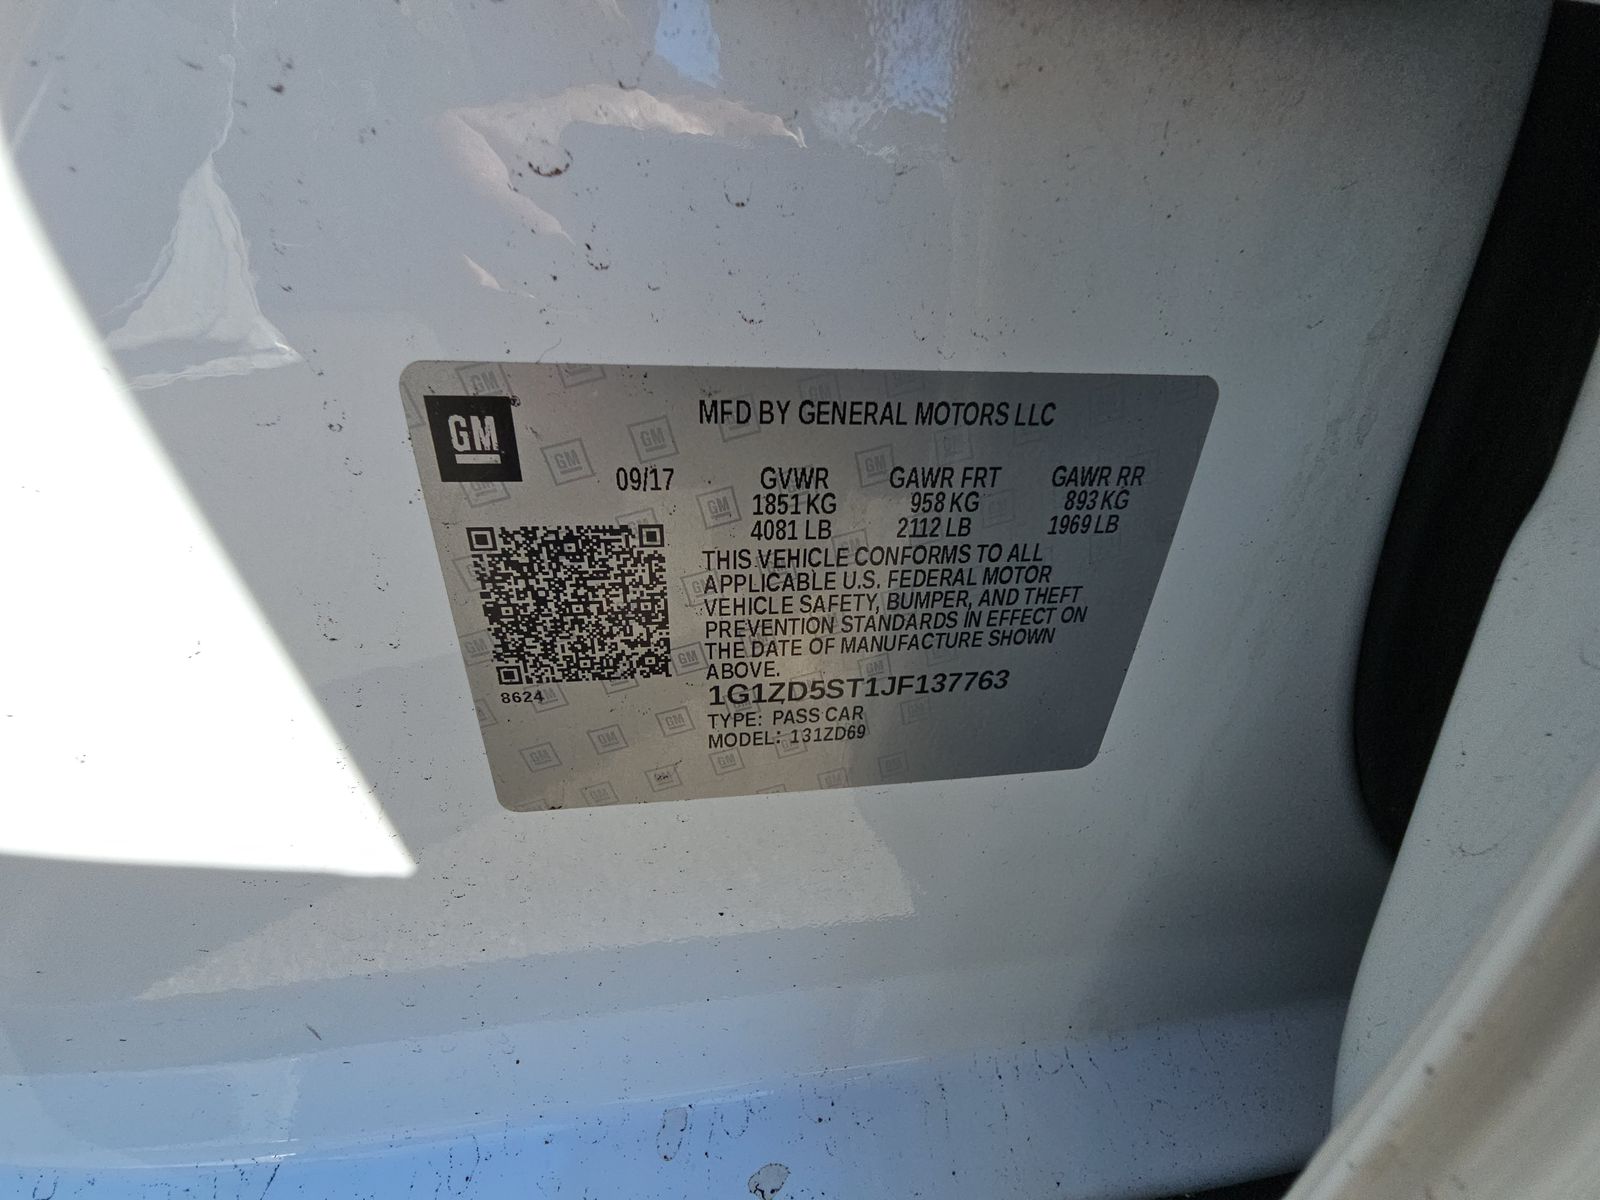 GM
MFD BY GENERAL MOTORS LLC
09/17 GVWR GAWR FRT GAWR RR
1851 KG 958 KG 893 KG
4081 LB 2112 LB 1969 LB
THIS VEHICLE CONFORMS TO ALL
APPLICABLE U.S. FEDERAL MOTOR
VEHICLE SAFETY, BUMPER, AND THEFT
PREVENTION STANDARDS IN EFFECT ON
THE DATE OF MANUFACTURE SHOWN
ABOVE.
8624
1G1ZD5ST1JF137763
TYPE: PASS CAR
MODEL: 131ZD69